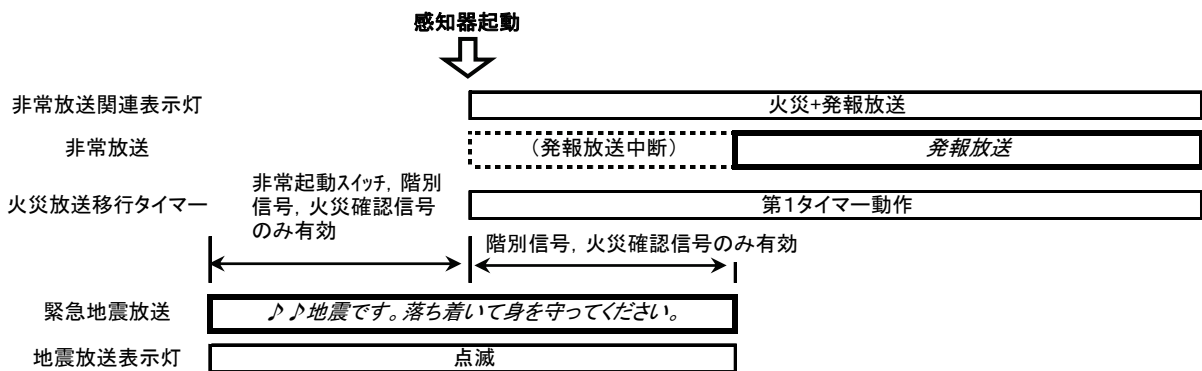 感知器起動
非常放送関連表示灯
火災+発報放送
非常放送
（発報放送中断）
発報放送
火災放送移行タイマー
非常起動スイッチ，階別
信号，火災確認信号
のみ有効
第1タイマー動作
階別信号，火災確認信号のみ有効
緊急地震放送
♪♪地震です。落ち着いて身を守ってください。
地震放送表示灯
点滅